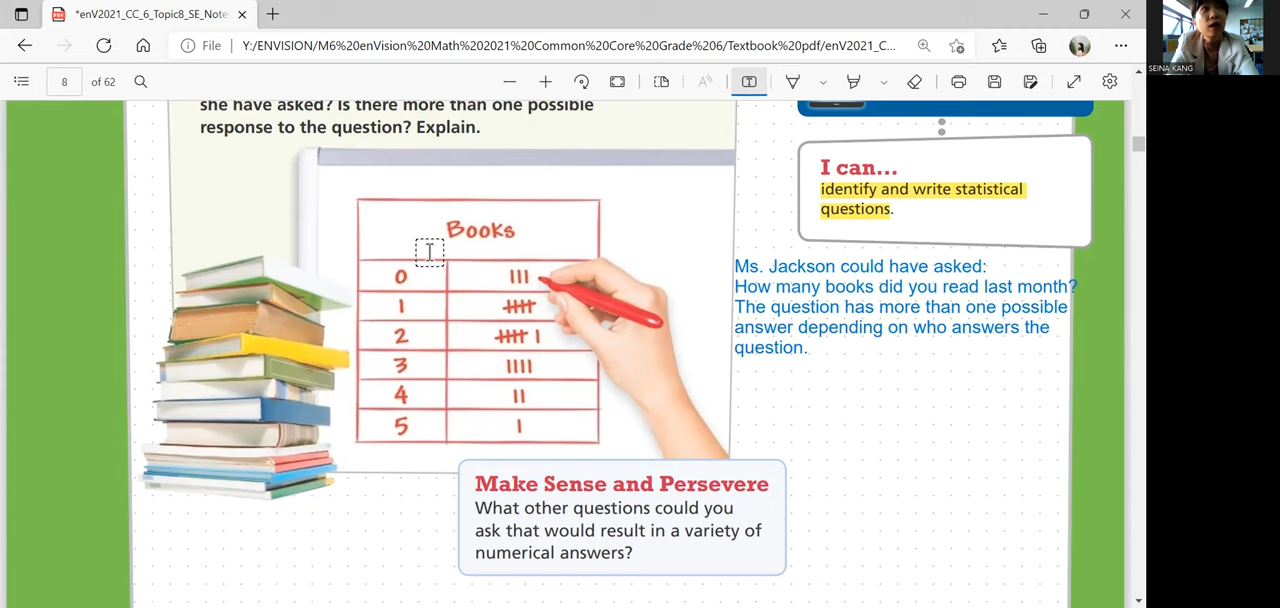 *enV2021_CC_6_Topic8_SE_Note
File
Y:/ENVISION/M6%20enVision%20Math%202021%20Common%20Core%20Grade%206/Textbook%20pdf/enV2021_C...
8
of 62
SEINA KANG
she have asked? Is there more than one possible
response to the question? Explain.
I can...
identify and write statistical
questions.
Books
0 |||
1 𝍸
2 𝍸 |
3 ||||
4 ||
5 |
Ms. Jackson could have asked:
How many books did you read last month?
The question has more than one possible
answer depending on who answers the
question.
Make Sense and Persevere
What other questions could you
ask that would result in a variety of
numerical answers?